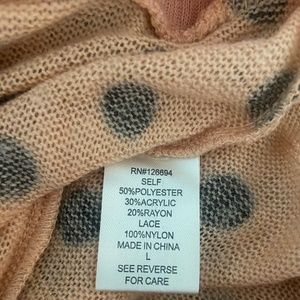 RN#126694
SELF
50%POLYESTER
30%ACRYLIC
20%RAYON
LACE
100%NYLON
MADE IN CHINA
L
SEE REVERSE
FOR CARE